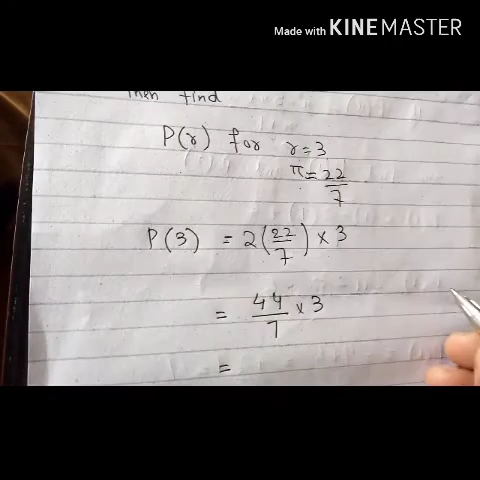 Made with KINEMASTER
Then find
P(r) for r=3
π=22/7
P(3) = 2(22/7) × 3
= 44/7 × 3
=